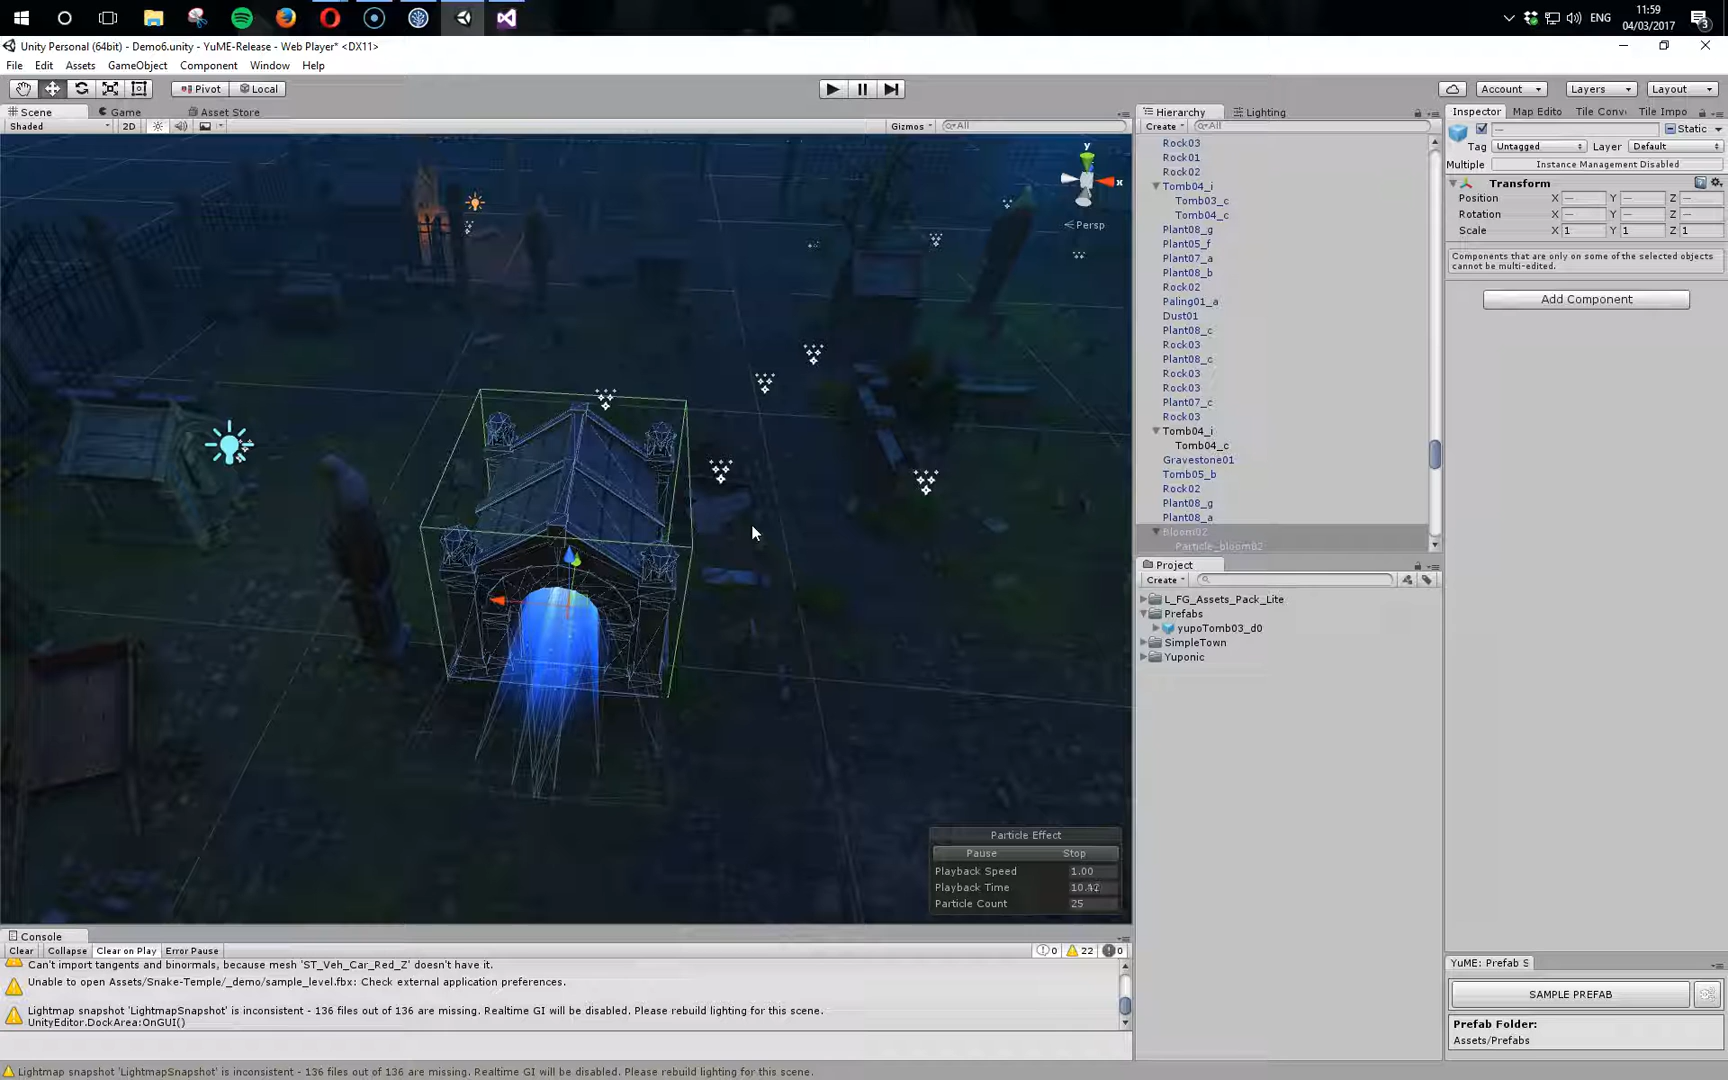 11:59
ENG
04/03/2017
3
Unity Personal (64bit) - Demo6.unity - YuME-Release - Web Player* <DX11>
File Edit Assets GameObject Component Window Help
Pivot Local
Account Layers Layout
Scene Game Asset Store
Shaded 2D Gizmos All
y
x
Persp
Particle Effect
Pause Stop
Playback Speed 1.00
Playback Time
Particle Count 25
Hierarchy Lighting
Create All
Rock03
Rock01
Rock02
Tomb04_i
Tomb03_c
Tomb04_c
Plant08_g
Plant05_f
Plant07_a
Plant08_b
Rock02
Paling01_a
Dust01
Plant08_c
Rock03
Plant08_c
Rock03
Rock03
Plant07_c
Rock03
Tomb04_i
Tomb04_c
Gravestone01
Tomb05_b
Rock02
Plant08_g
Plant08_a
Bloom02
Particle_bloom02
Project
Create
L_FG_Assets_Pack_Lite
Prefabs
yupoTomb03_d0
SimpleTown
Yuponic
Inspector Map Edito Tile Conv Tile Impo
— Static
Tag Untagged Layer Default
Multiple Instance Management Disabled
Transform
Position X — Y — Z —
Rotation X — Y — Z —
Scale X 1 Y 1 Z 1
Components that are only on some of the selected objects
cannot be multi-edited.
Add Component
YuME: Prefab S
SAMPLE PREFAB
Prefab Folder:
Assets/Prefabs
Console
Clear Collapse Clear on Play Error Pause 0 22 0
Can't import tangents and binormals, because mesh 'ST_Veh_Car_Red_Z' doesn't have it.
Unable to open Assets/Snake-Temple/_demo/sample_level.fbx: Check external application preferences.
Lightmap snapshot 'LightmapSnapshot' is inconsistent - 136 files out of 136 are missing. Realtime GI will be disabled. Please rebuild lighting for this scene.
UnityEditor.DockArea:OnGUI()
Lightmap snapshot 'LightmapSnapshot' is inconsistent - 136 files out of 136 are missing. Realtime GI will be disabled. Please rebuild lighting for this scene.